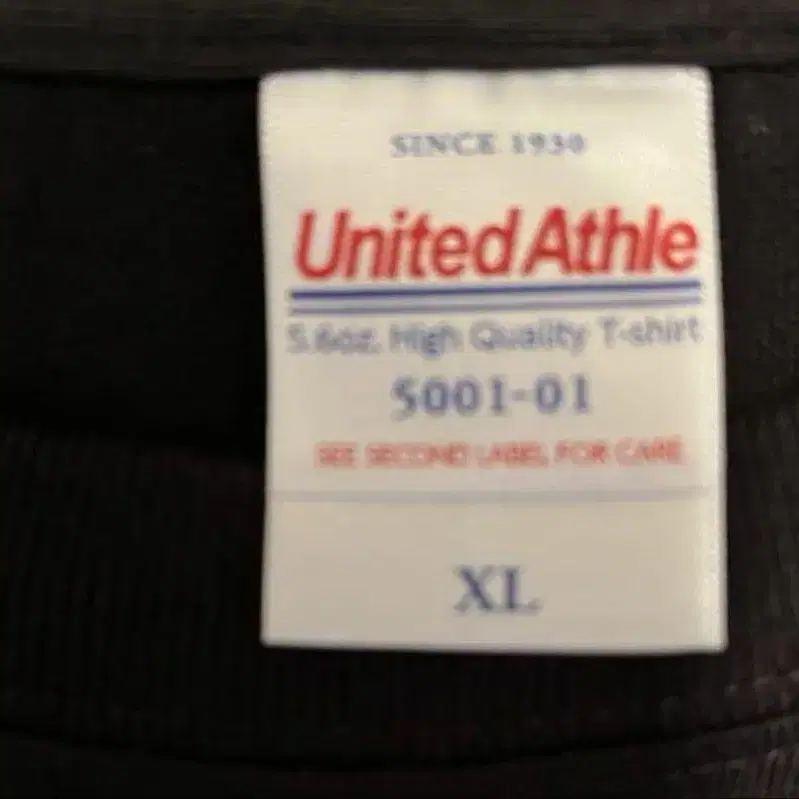 SINCE 1930
United Athle
5.6oz. High Quality T-shirt
5001-01
SEE SECOND LABEL FOR CARE
XL